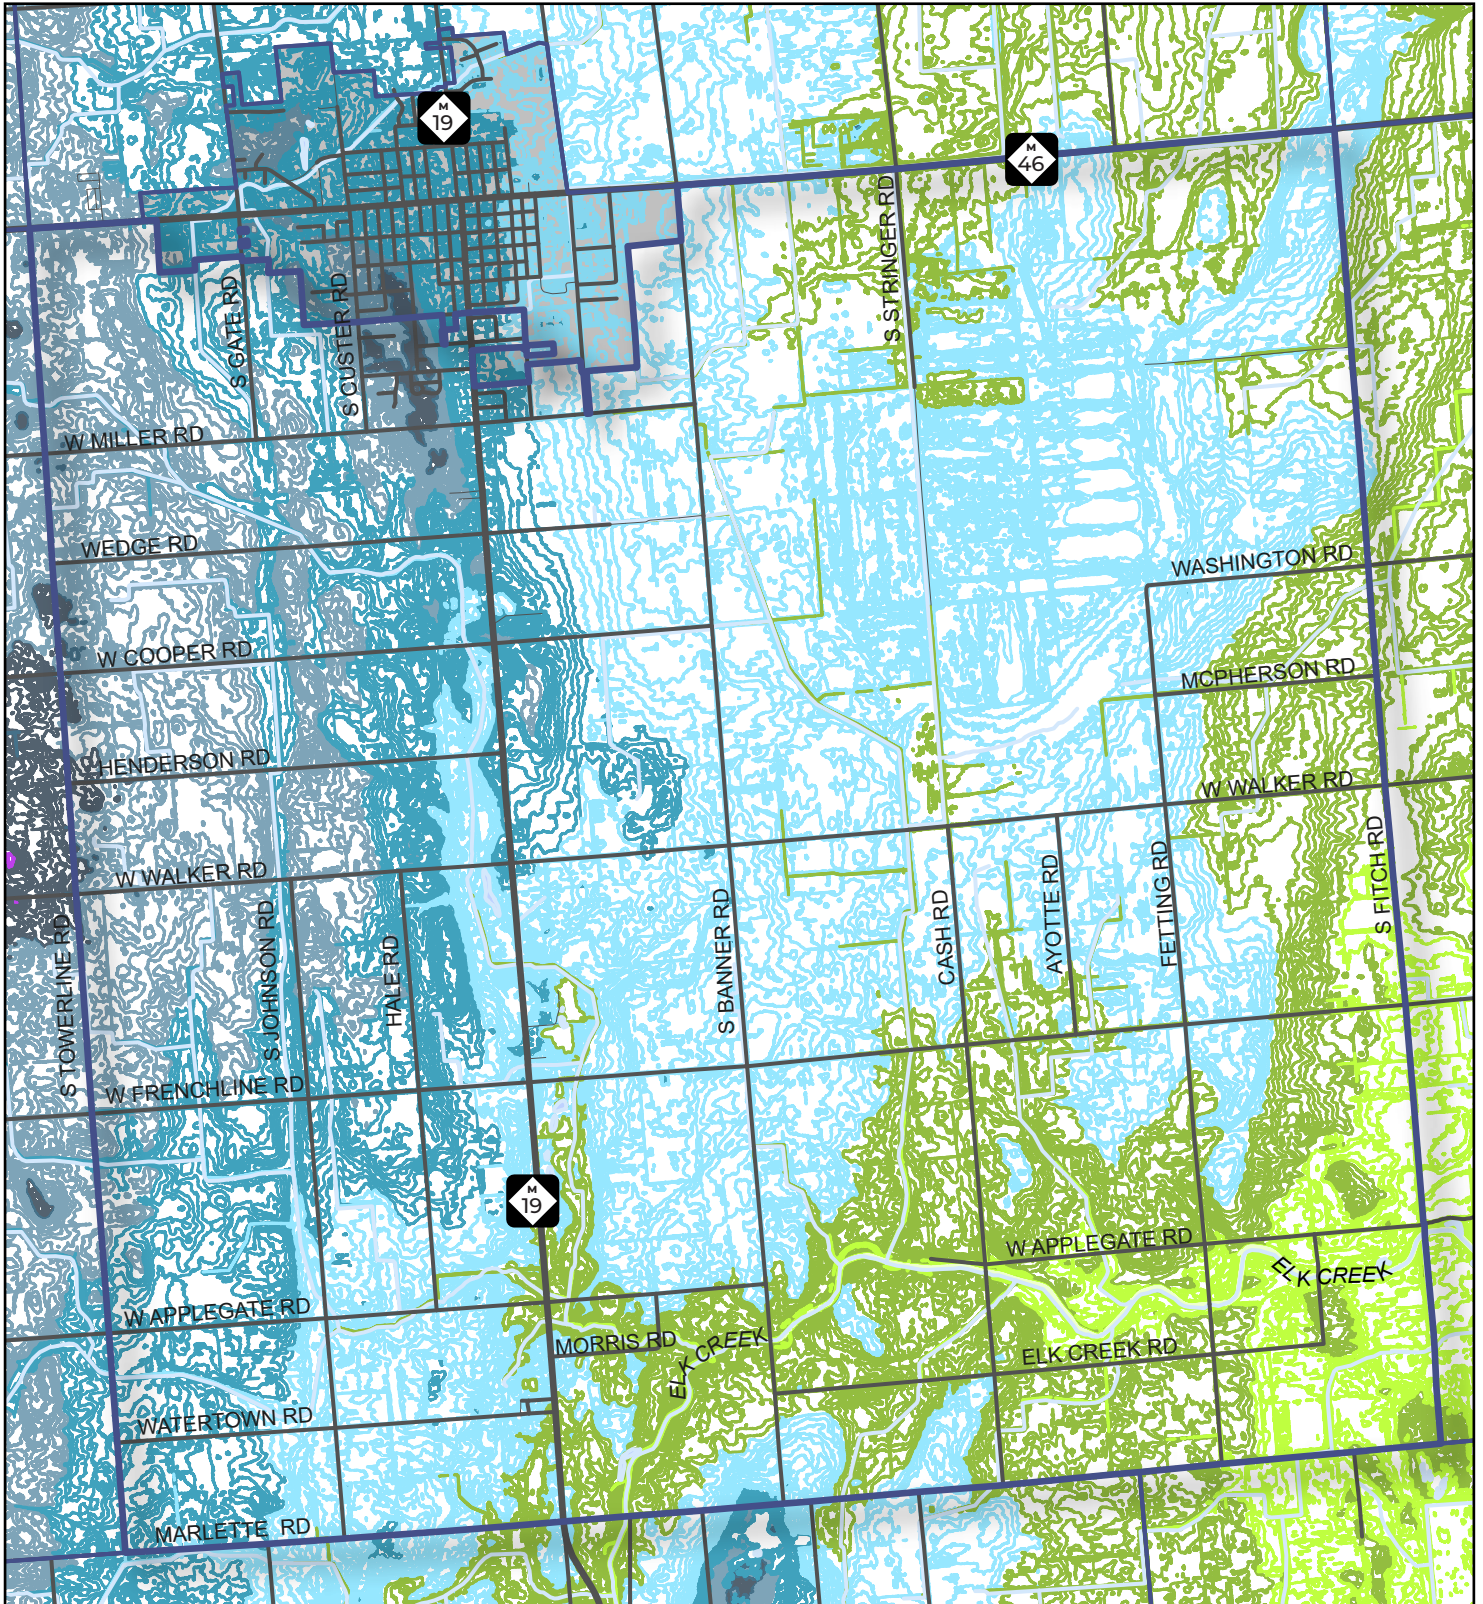 M
19
M
46
S STRINGER RD
S GATE RD
S CUSTER RD
W MILLER RD
WEDGE RD
WASHINGTON RD
W COOPER RD
MCPHERSON RD
HENDERSON RD
W WALKER RD
W WALKER RD
S TOWERLINE RD
S JOHNSON RD
HALE RD
S BANNER RD
CASH RD
AYOTTE RD
FETTING RD
S FITCH RD
W FRENCHLINE RD
M
19
W APPLEGATE RD
ELK CREEK
W APPLEGATE RD
MORRIS RD
ELK CREEK
ELK CREEK RD
WATERTOWN RD
MARLETTE RD